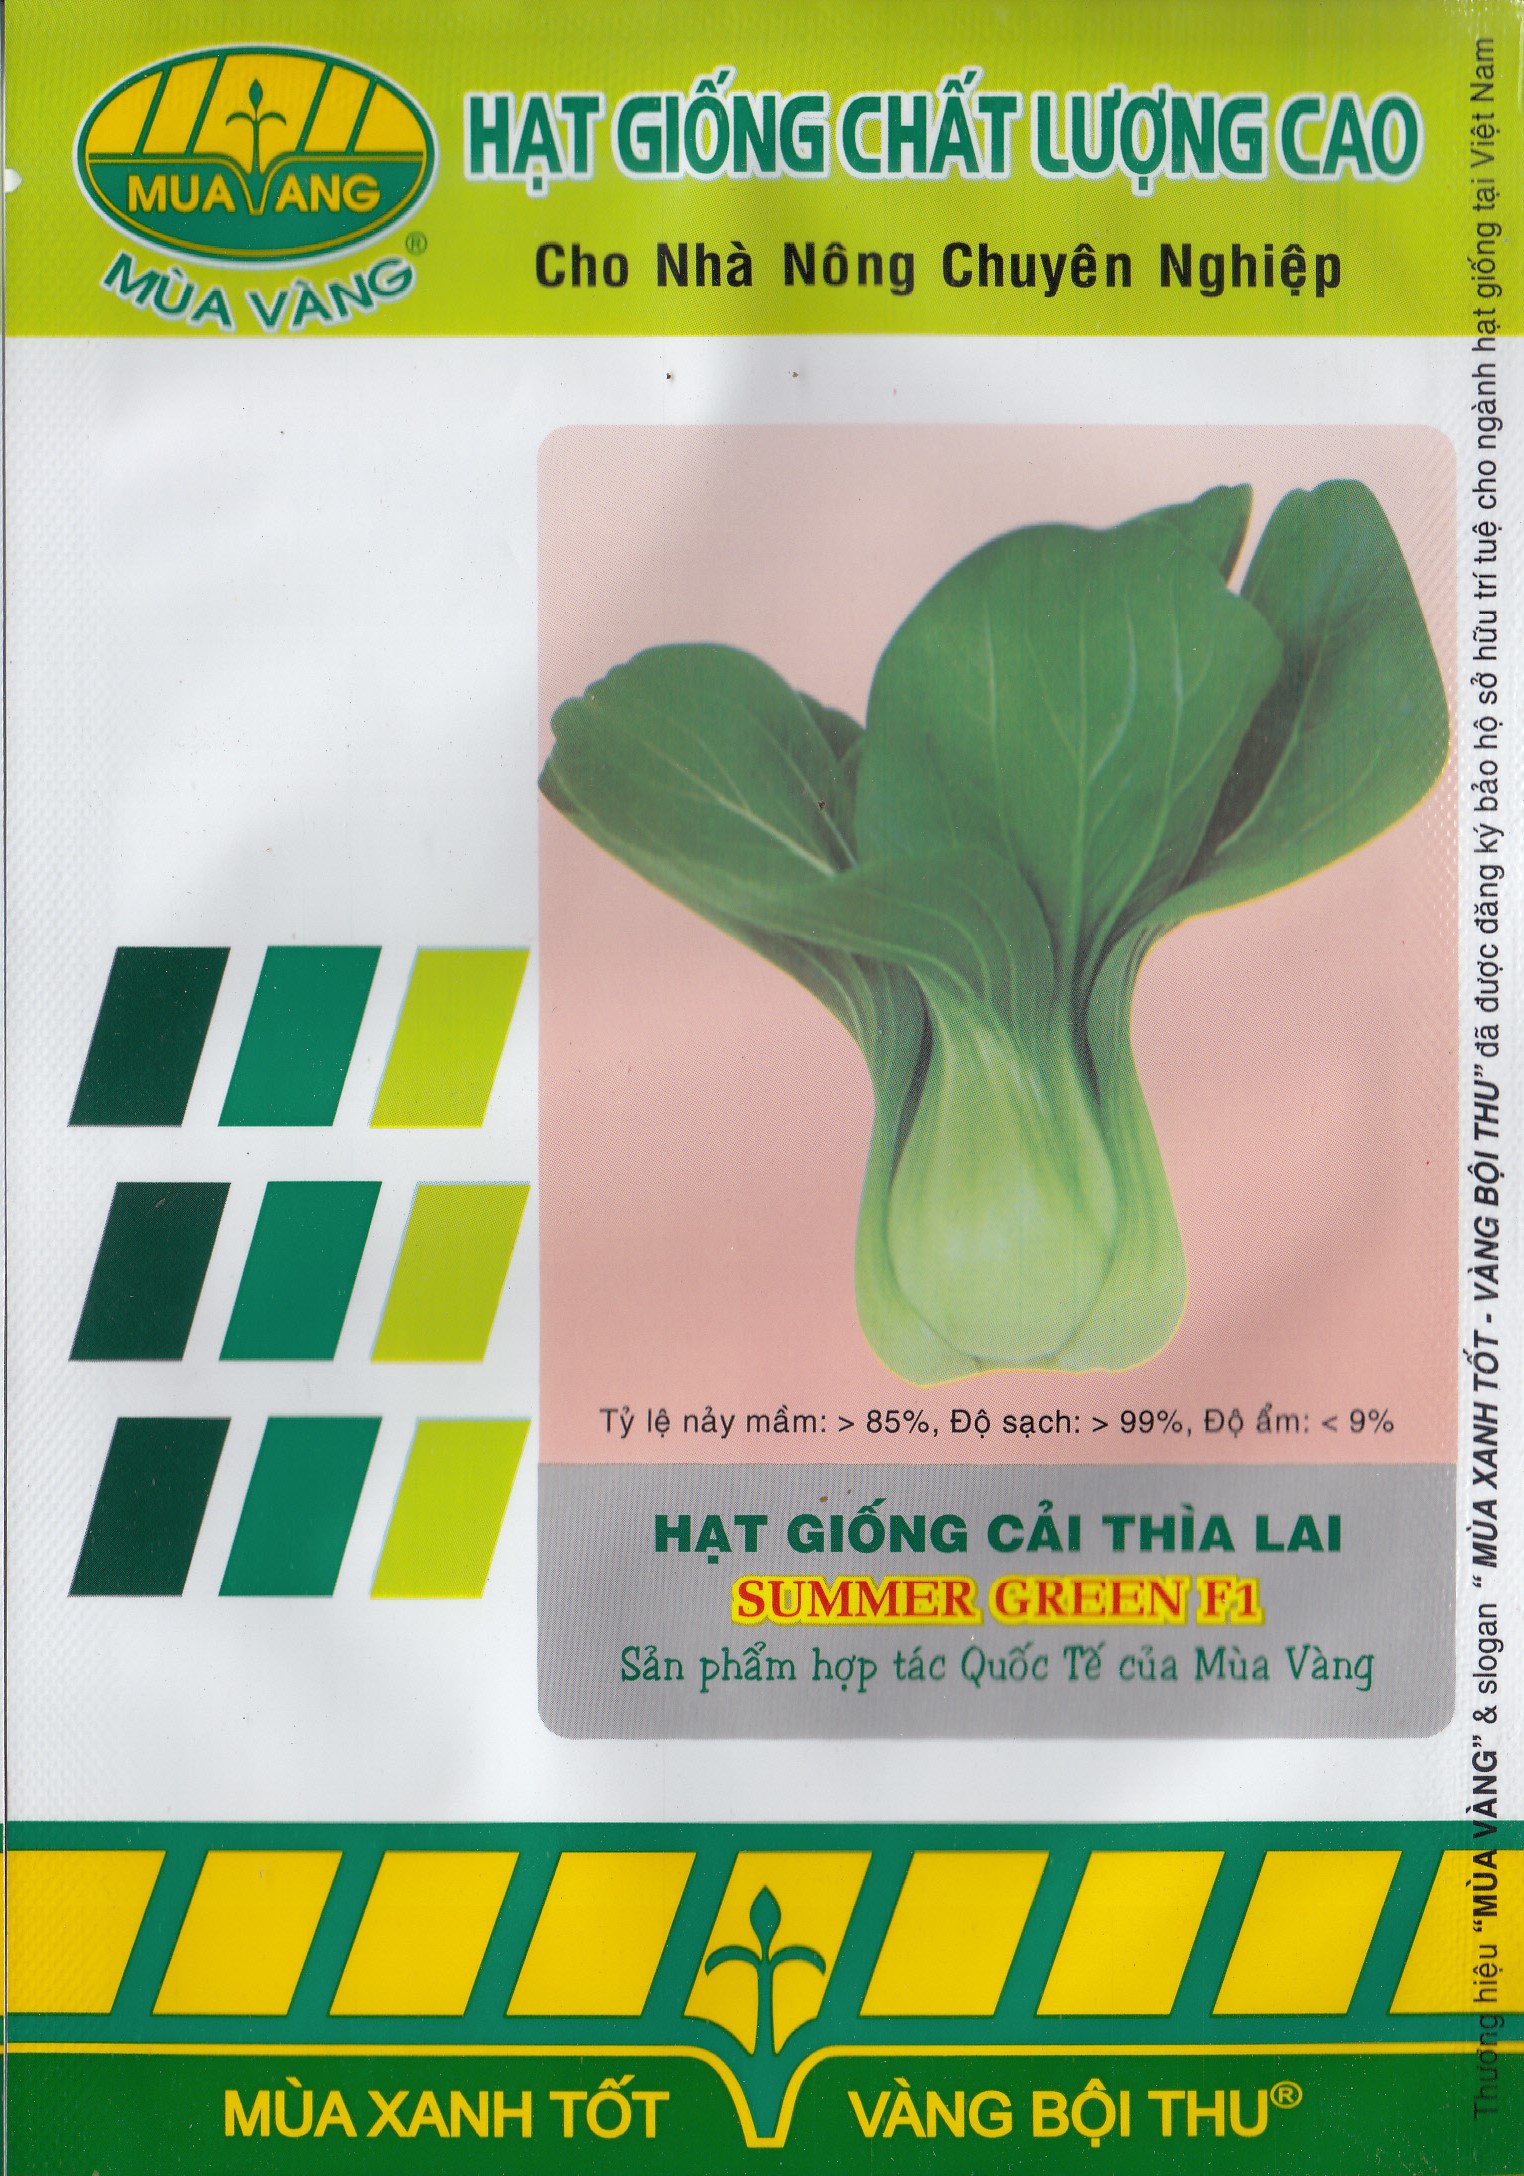 MUA VANG
MÙA VÀNG®
HẠT GIỐNG CHẤT LƯỢNG CAO
Cho Nhà Nông Chuyên Nghiệp
Tỷ lệ nảy mầm: > 85%, Độ sạch: > 99%, Độ ẩm: < 9%
HẠT GIỐNG CẢI THÌA LAI
SUMMER GREEN F1
Sản phẩm hợp tác Quốc Tế của Mùa Vàng
MÙA XANH TỐT VÀNG BỘI THU®
Thương hiệu “MÙA VÀNG” & slogan “ MÙA XANH TỐT - VÀNG BỘI THU” đã được đăng ký bảo hộ sở hữu trí tuệ cho ngành hạt giống tại Việt Nam